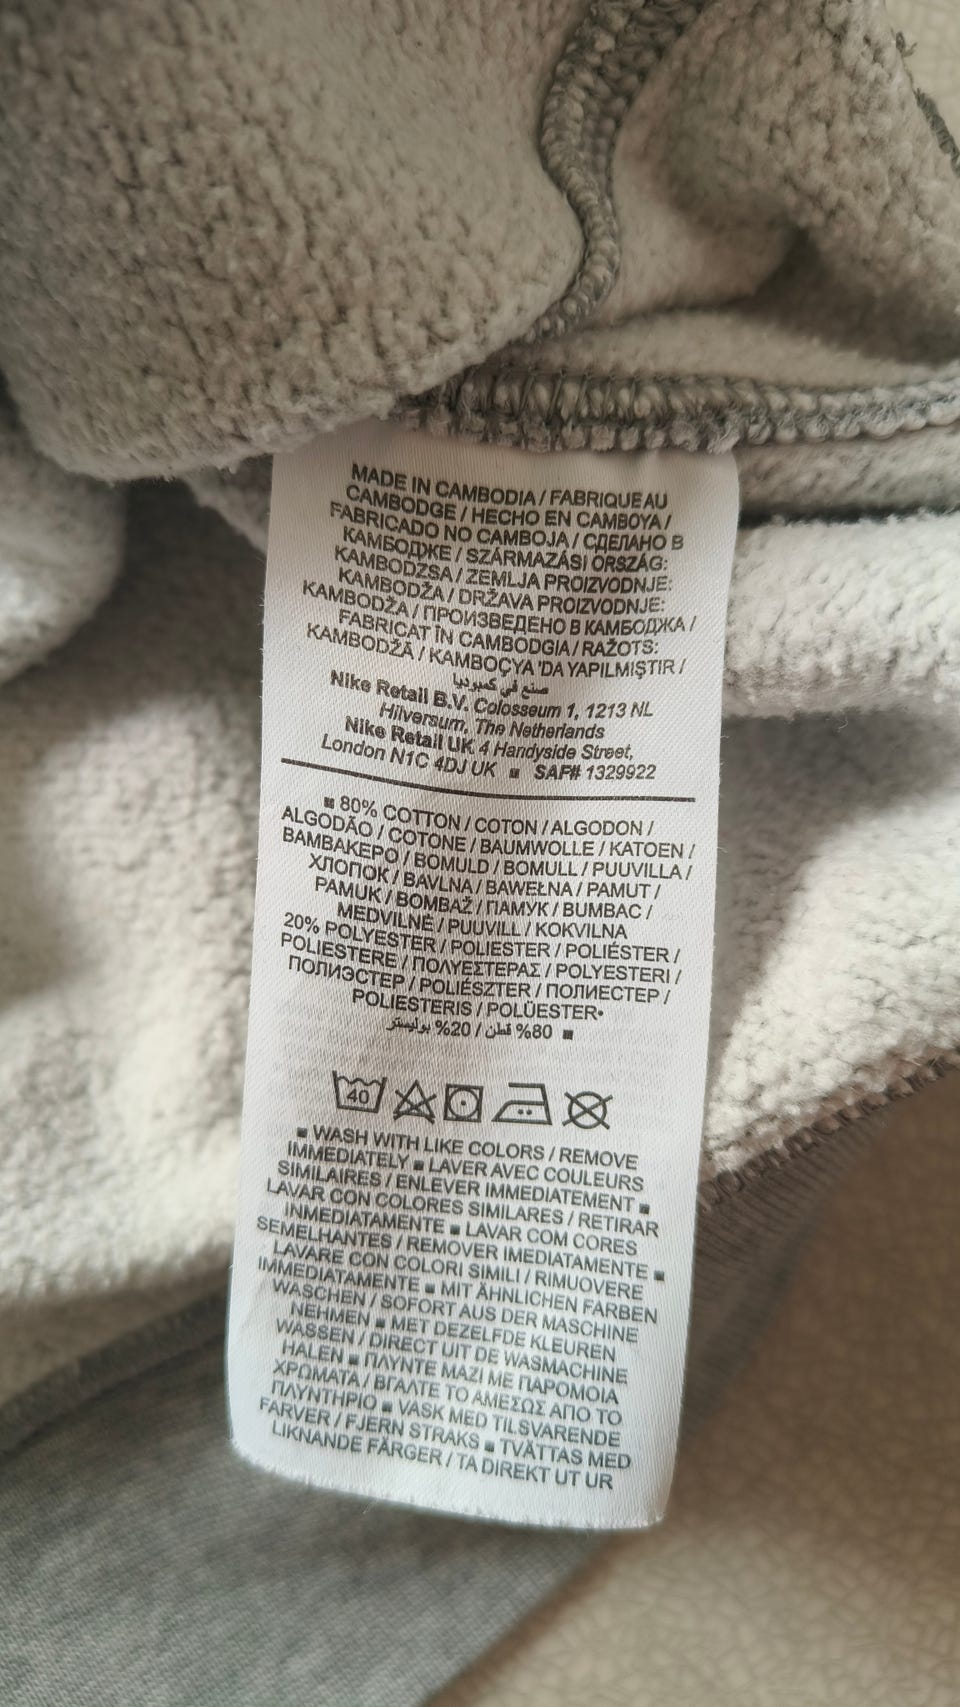 MADE IN CAMBODIA / FABRIQUE AU
CAMBODGE / HECHO EN CAMBOYA /
FABRICADO NO CAMBOJA / СДЕЛАНО В
КАМБОДЖЕ / SZÁRMAZÁSI ORSZÁG:
KAMBODZSA / ZEMLJA PROIZVODNJE:
KAMBODŽA / DRŽAVA PROIZVODNJE:
KAMBODŽA / ПРОИЗВЕДЕНО В КАМБОДЖА /
FABRICAT ÎN CAMBODGIA / RAŽOTS:
KAMBODŽĀ / KAMBOÇYA 'DA YAPILMIŞTIR /
صنع في كمبوديا
Nike Retail B.V. Colosseum 1, 1213 NL
Hilversum, The Netherlands
Nike Retail UK 4 Handyside Street,
London N1C 4DJ UK ■ SAF# 1329922
■ 80% COTTON / COTON / ALGODON /
ALGODÃO / COTONE / BAUMWOLLE / KATOEN /
ΒΑΜΒΑΚΕΡΟ / BOMULD / BOMULL / PUUVILLA /
ХЛОПОК / BAVLNA / BAWEŁNA / PAMUT /
PAMUK / BOMBAŽ / ПАМУК / BUMBAC /
MEDVILNĖ / PUUVILL / KOKVILNA
20% POLYESTER / POLIESTER / POLIÉSTER /
POLIESTERE / ΠΟΛΥΕΣΤΕΡΑΣ / POLYESTERI /
ПОЛИЭСТЕР / POLIÉSZTER / ПОЛИЕСТЕР /
POLIESTERIS / POLÜESTER•
■ 80% قطن / 20% بوليستر
40
■ WASH WITH LIKE COLORS / REMOVE
IMMEDIATELY ■ LAVER AVEC COULEURS
SIMILAIRES / ENLEVER IMMEDIATEMENT ■
LAVAR CON COLORES SIMILARES / RETIRAR
INMEDIATAMENTE ■ LAVAR COM CORES
SEMELHANTES / REMOVER IMEDIATAMENTE ■
LAVARE CON COLORI SIMILI / RIMUOVERE
IMMEDIATAMENTE ■ MIT ÄHNLICHEN FARBEN
WASCHEN / SOFORT AUS DER MASCHINE
NEHMEN ■ MET DEZELFDE KLEUREN
WASSEN / DIRECT UIT DE WASMACHINE
HALEN ■ ΠΛΥΝΤΕ ΜΑΖΙ ΜΕ ΠΑΡΟΜΟΙΑ
ΧΡΩΜΑΤΑ / ΒΓΑΛΤΕ ΤΟ ΑΜΕΣΩΣ ΑΠΟ ΤΟ
ΠΛΥΝΤΗΡΙΟ ■ VASK MED TILSVARENDE
FARVER / FJERN STRAKS ■ TVÄTTAS MED
LIKNANDE FÄRGER / TA DIREKT UT UR